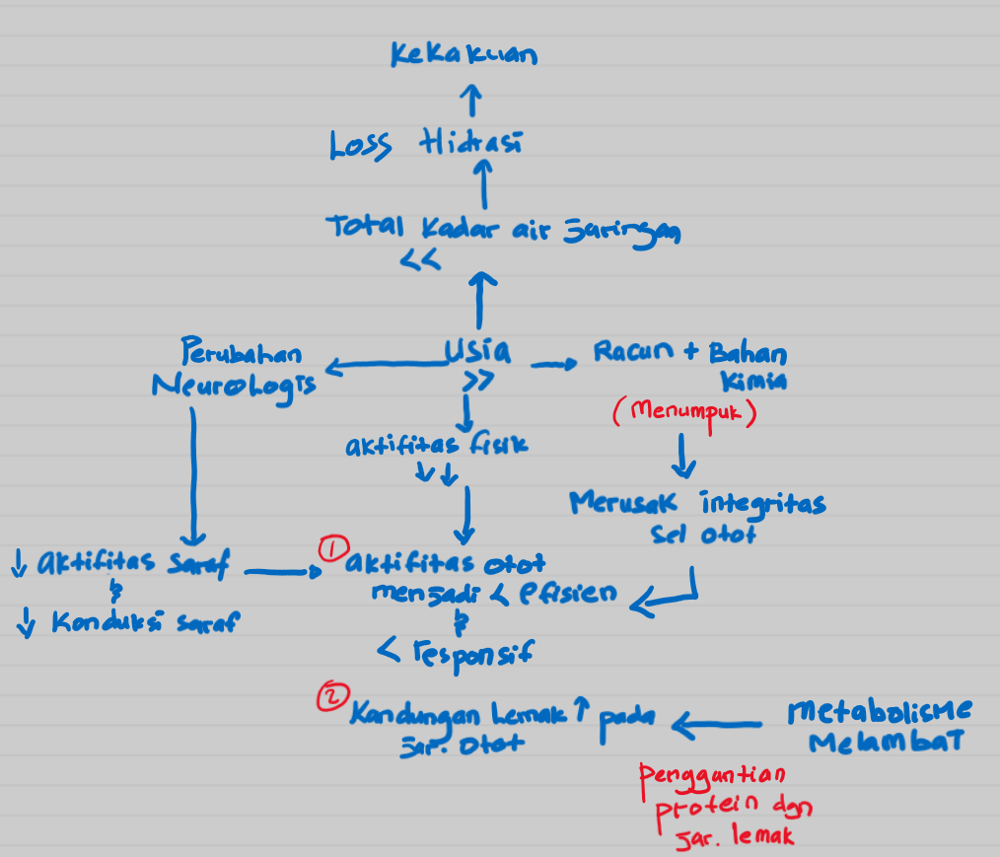 Kekakuan
Loss Hidrasi
Total Kadar air Jaringan
<<
Perubahan
Neurologis
Usia
>>
Racun + Bahan
Kimia
(Menumpuk)
aktifitas fisik
↓ ↓
Merusak integritas
sel otot
↓ aktifitas saraf
&
↓ Konduksi saraf
① aktifitas otot
menjadi < efisien
&
< responsif
② Kandungan Lemak ↑ pada
Jar. otot
Metabolisme
Melambat
Penggantian
protein dgn
Jar. lemak